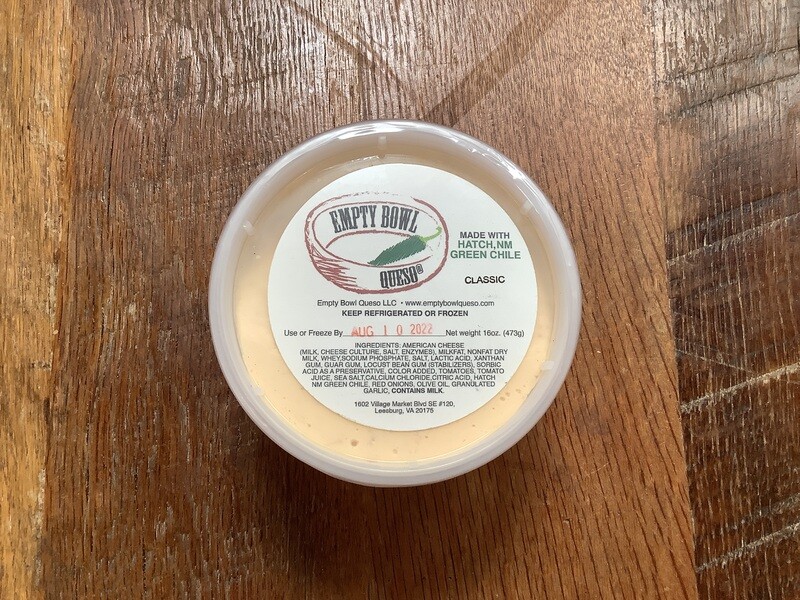 EMPTY BOWL
QUESO®
MADE WITH
HATCH,NM
GREEN CHILE
CLASSIC
Empty Bowl Queso LLC • www.emptybowlqueso.com
KEEP REFRIGERATED OR FROZEN
Use or Freeze By AUG 10 2022 Net weight 16oz. (473g)
INGREDIENTS: AMERICAN CHEESE
(MILK, CHEESE CULTURE, SALT, ENZYMES), MILKFAT, NONFAT DRY
MILK, WHEY,SODIUM PHOSPHATE, SALT, LACTIC ACID, XANTHAN
GUM, GUAR GUM, LOCUST BEAN GUM (STABILIZERS), SORBIC
ACID AS A PRESERVATIVE, COLOR ADDED, TOMATOES, TOMATO
JUICE, SEA SALT,CALCIUM CHLORIDE,CITRIC ACID, HATCH
NM GREEN CHILE, RED ONIONS, OLIVE OIL, GRANULATED
GARLIC, CONTAINS MILK.
1602 Village Market Blvd SE #120,
Leesburg, VA 20175